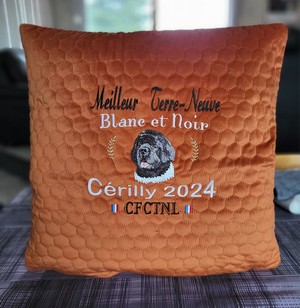 Meilleur Terre-Neuve
Blanc et Noir
Cérilly 2024
CFCTNL